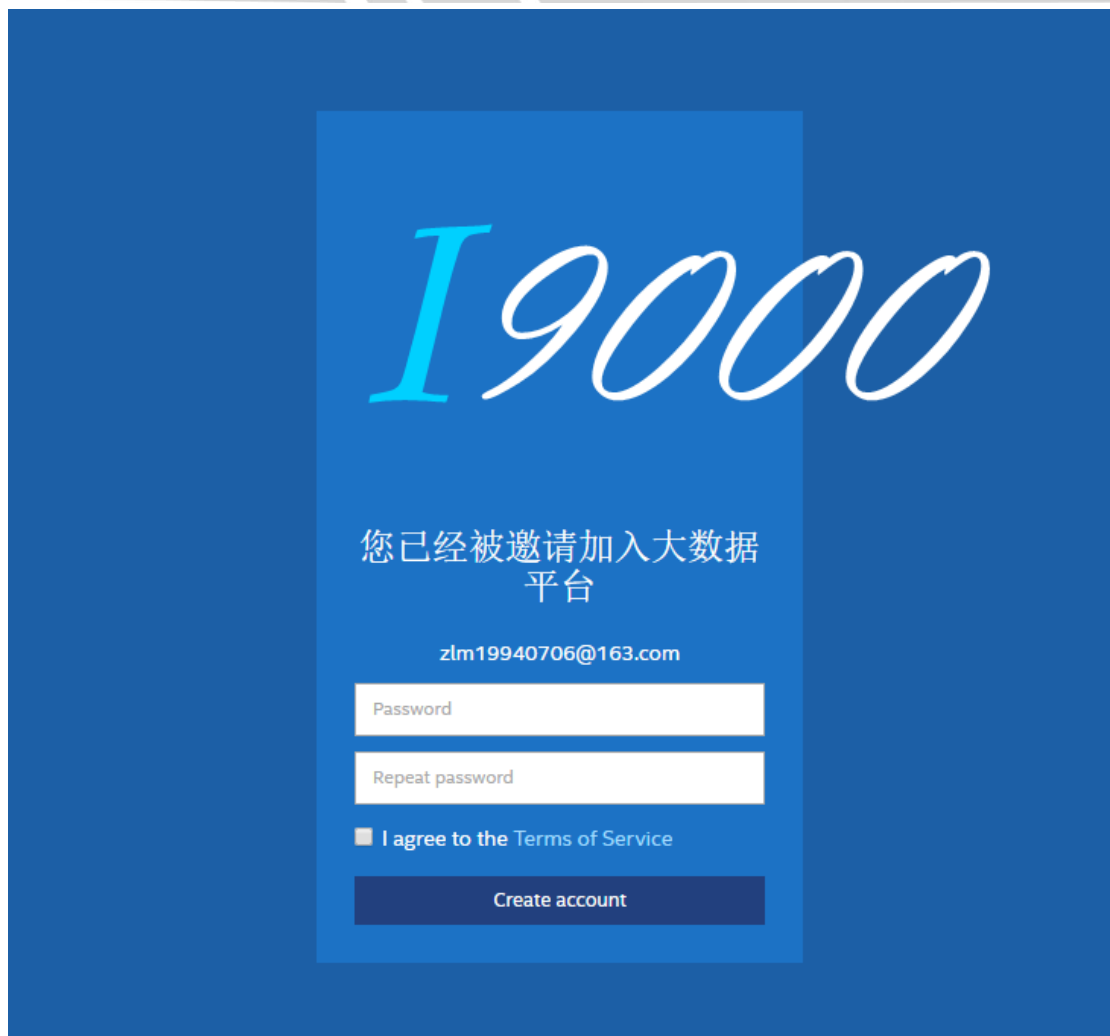 I9000
您已经被邀请加入大数据
平台
zlm19940706@163.com
Password
Repeat password
I agree to the Terms of Service
Create account